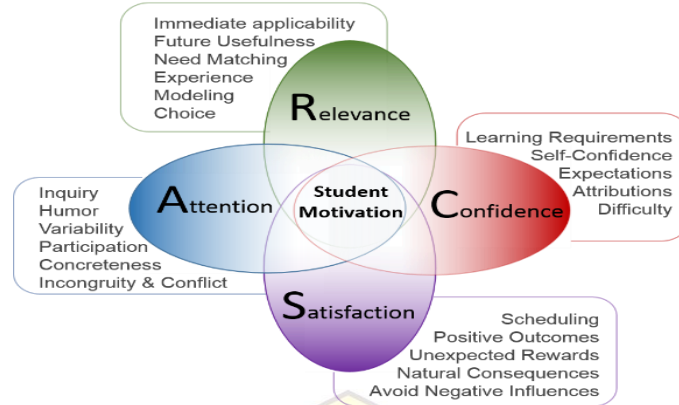 Immediate applicability
Future Usefulness
Need Matching
Experience
Modeling
Choice
Relevance
Learning Requirements
Self-Confidence
Expectations
Attributions
Difficulty
Inquiry
Humor
Variability
Participation
Concreteness
Incongruity & Conflict
Attention
Student
Motivation
Confidence
Satisfaction
Scheduling
Positive Outcomes
Unexpected Rewards
Natural Consequences
Avoid Negative Influences